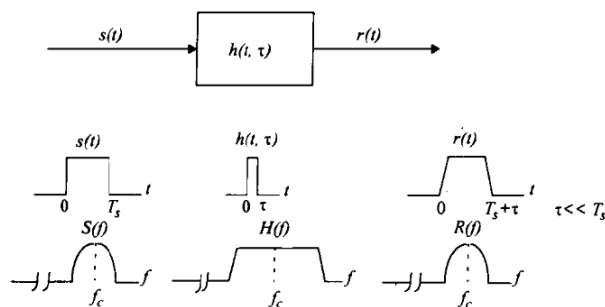 s(t)
h(t, τ)
r(t)
s(t)
h(t, τ)
r(t)
t
t
t
0
T_s
0
τ
0
T_s+τ
τ<< T_s
S(f)
H(f)
R(f)
f
f
f
f_c
f_c
f_c